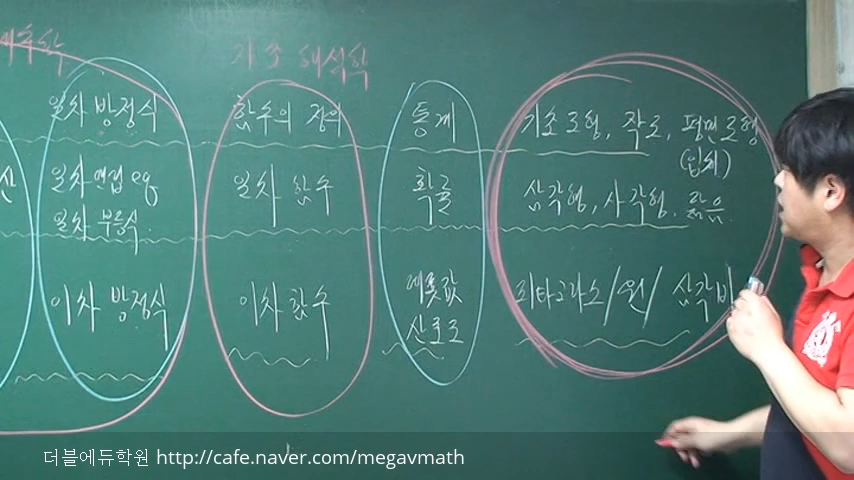 대수학 기초 해석학
일차 방정식 함수의 정의 통계 기초도형, 작도, 평면도형
(입체)
산 일차 연립 eq 일차 함수 확률 삼각형, 사각형, 닮음
일차 부등식
이차 방정식 이차 함수 대푯값 피타고라스/원/ 삼각비
산포도
더블에듀학원 http://cafe.naver.com/megavmath